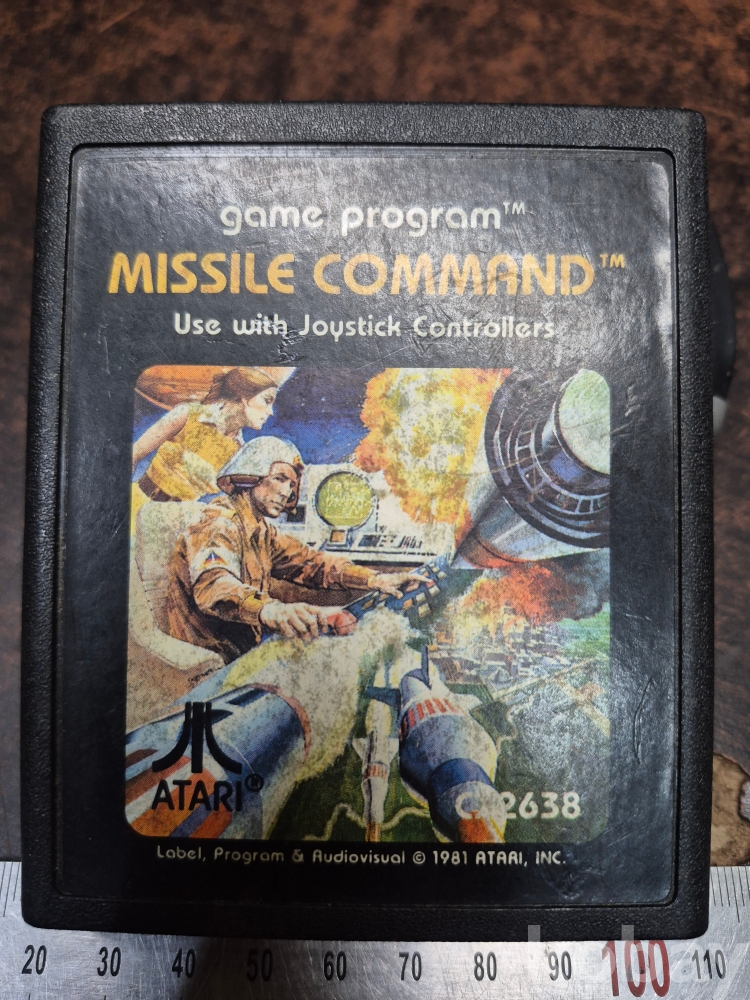 game program™
MISSILE COMMAND™
Use with Joystick Controllers
ATARI®
CX2638
Label, Program & Audiovisual © 1981 ATARI, INC.
20 30 40 50 60 70 80 90 100 110